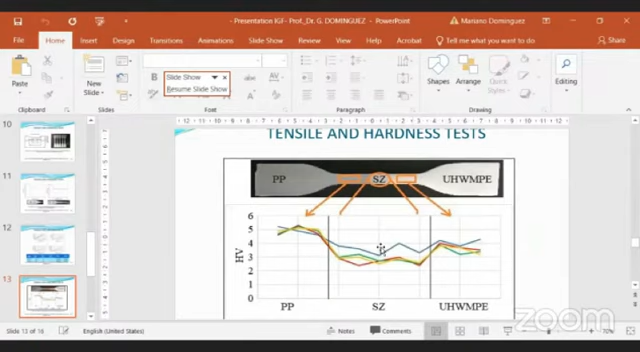 - Presentation IGF - Prof._Dr. G. DOMINGUEZ - PowerPoint
Mariano Dominguez
File
Home
Insert
Design
Transitions
Animations
Slide Show
Review
View
Acrobat
Tell me what you want to do
Share
Paste
New
Slide
B
Slide Show
Resume Slide Show
Shapes
Arrange
Quick
Styles
Editing
Clipboard
Slides
Font
Paragraph
Drawing
10
11
12
13
TENSILE AND HARDNESS TESTS
PP
SZ
UHWMPE
6
5
4
3
2
1
0
HV
PP
SZ
UHWMPE
Slide 13 of 16
English (United States)
Notes
Comments
70%
zoom